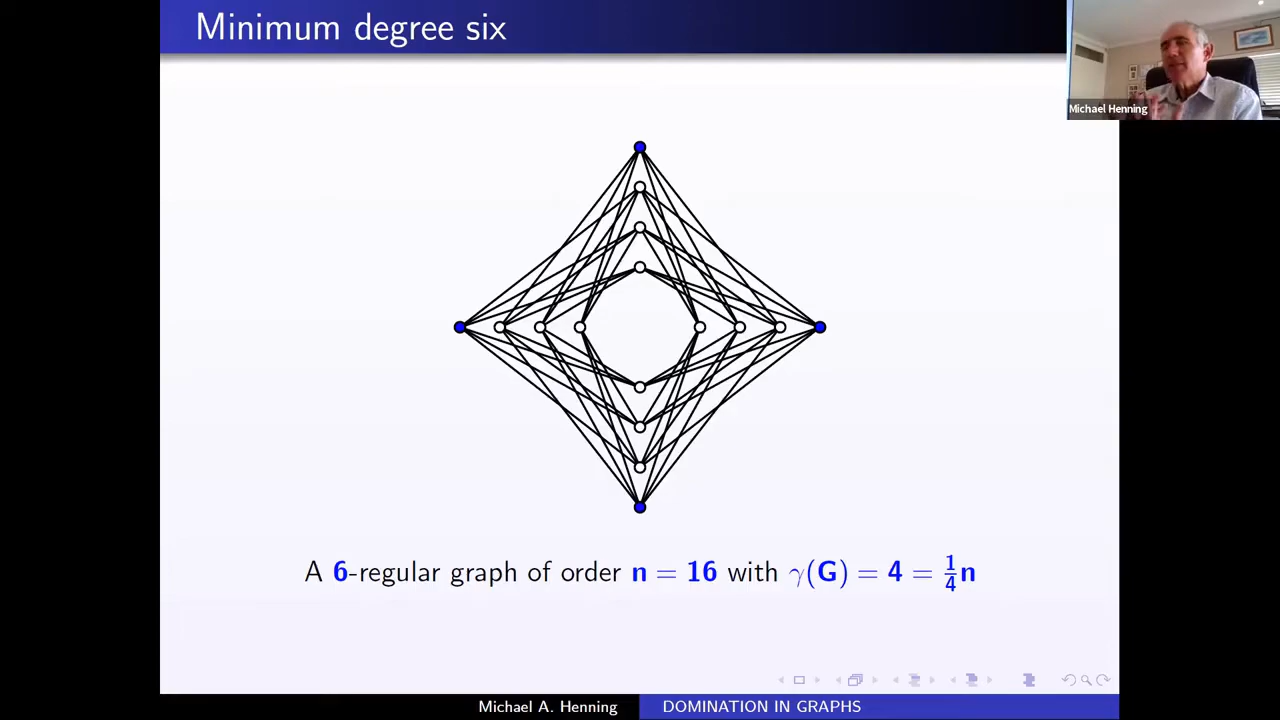 Minimum degree six
Michael Henning
A 6-regular graph of order n = 16 with γ(G) = 4 = 1/4 n
Michael A. Henning
DOMINATION IN GRAPHS